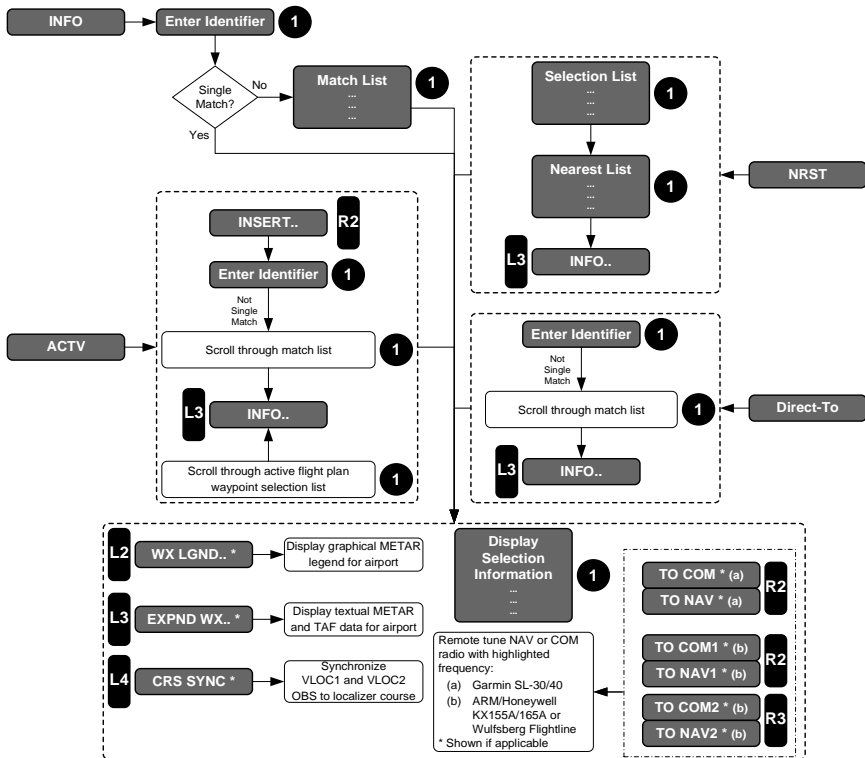 INFO
Enter Identifier
1
Single
Match?
No
Yes
Match List
...
...
...
1
Selection List
...
...
...
1
Nearest List
...
...
...
1
L3
INFO..
NRST
INSERT..
R2
Enter Identifier
1
Not
Single
Match
Scroll through match list
1
L3
INFO..
Scroll through active flight plan
waypoint selection list
1
ACTV
Enter Identifier
1
Not
Single
Match
Scroll through match list
1
L3
INFO..
Direct-To
L2
WX LGND.. *
Display graphical METAR
legend for airport
L3
EXPND WX.. *
Display textual METAR
and TAF data for airport
L4
CRS SYNC *
Synchronize
VLOC1 and VLOC2
OBS to localizer course
Display
Selection
Information
...
...
...
1
Remote tune NAV or COM
radio with highlighted
frequency:
(a) Garmin SL-30/40
(b) ARM/Honeywell
KX155A/165A or
Wulfsberg Flightline
* Shown if applicable
TO COM * (a)
TO NAV * (a)
R2
TO COM1 * (b)
TO NAV1 * (b)
R2
TO COM2 * (b)
TO NAV2 * (b)
R3